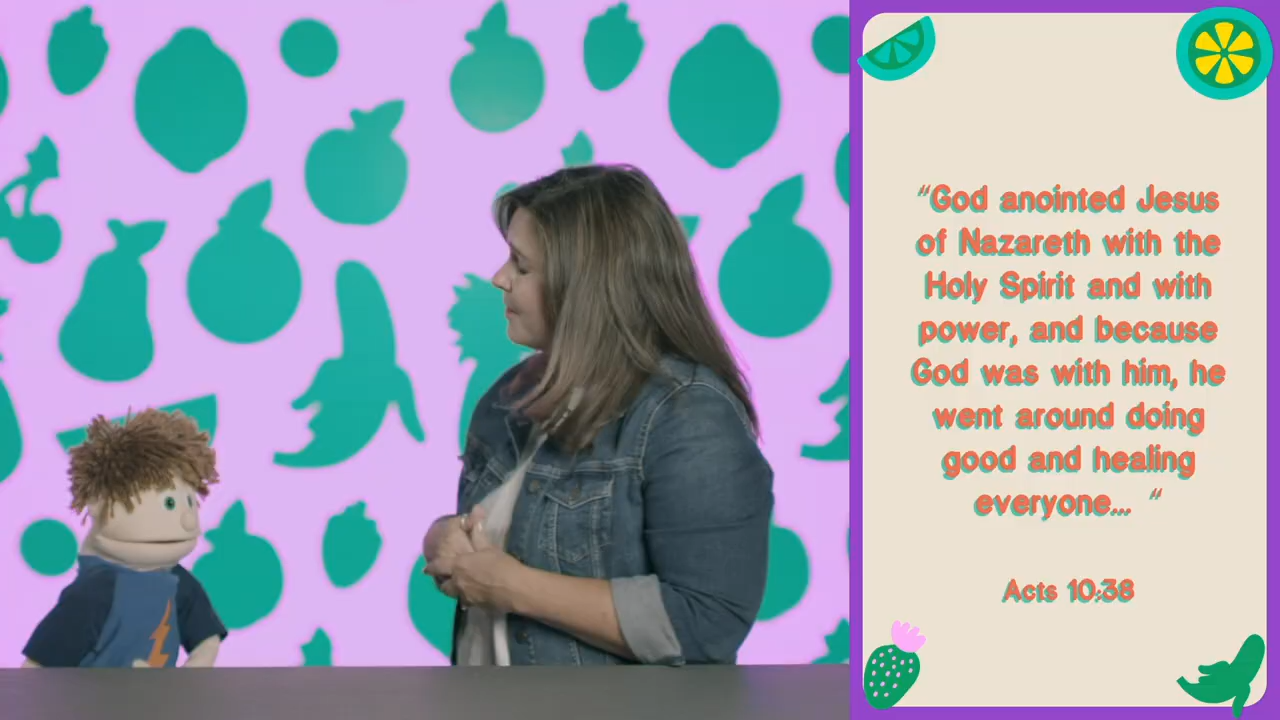 “God anointed Jesus
of Nazareth with the
Holy Spirit and with
power, and because
God was with him, he
went around doing
good and healing
everyone... “
Acts 10:38